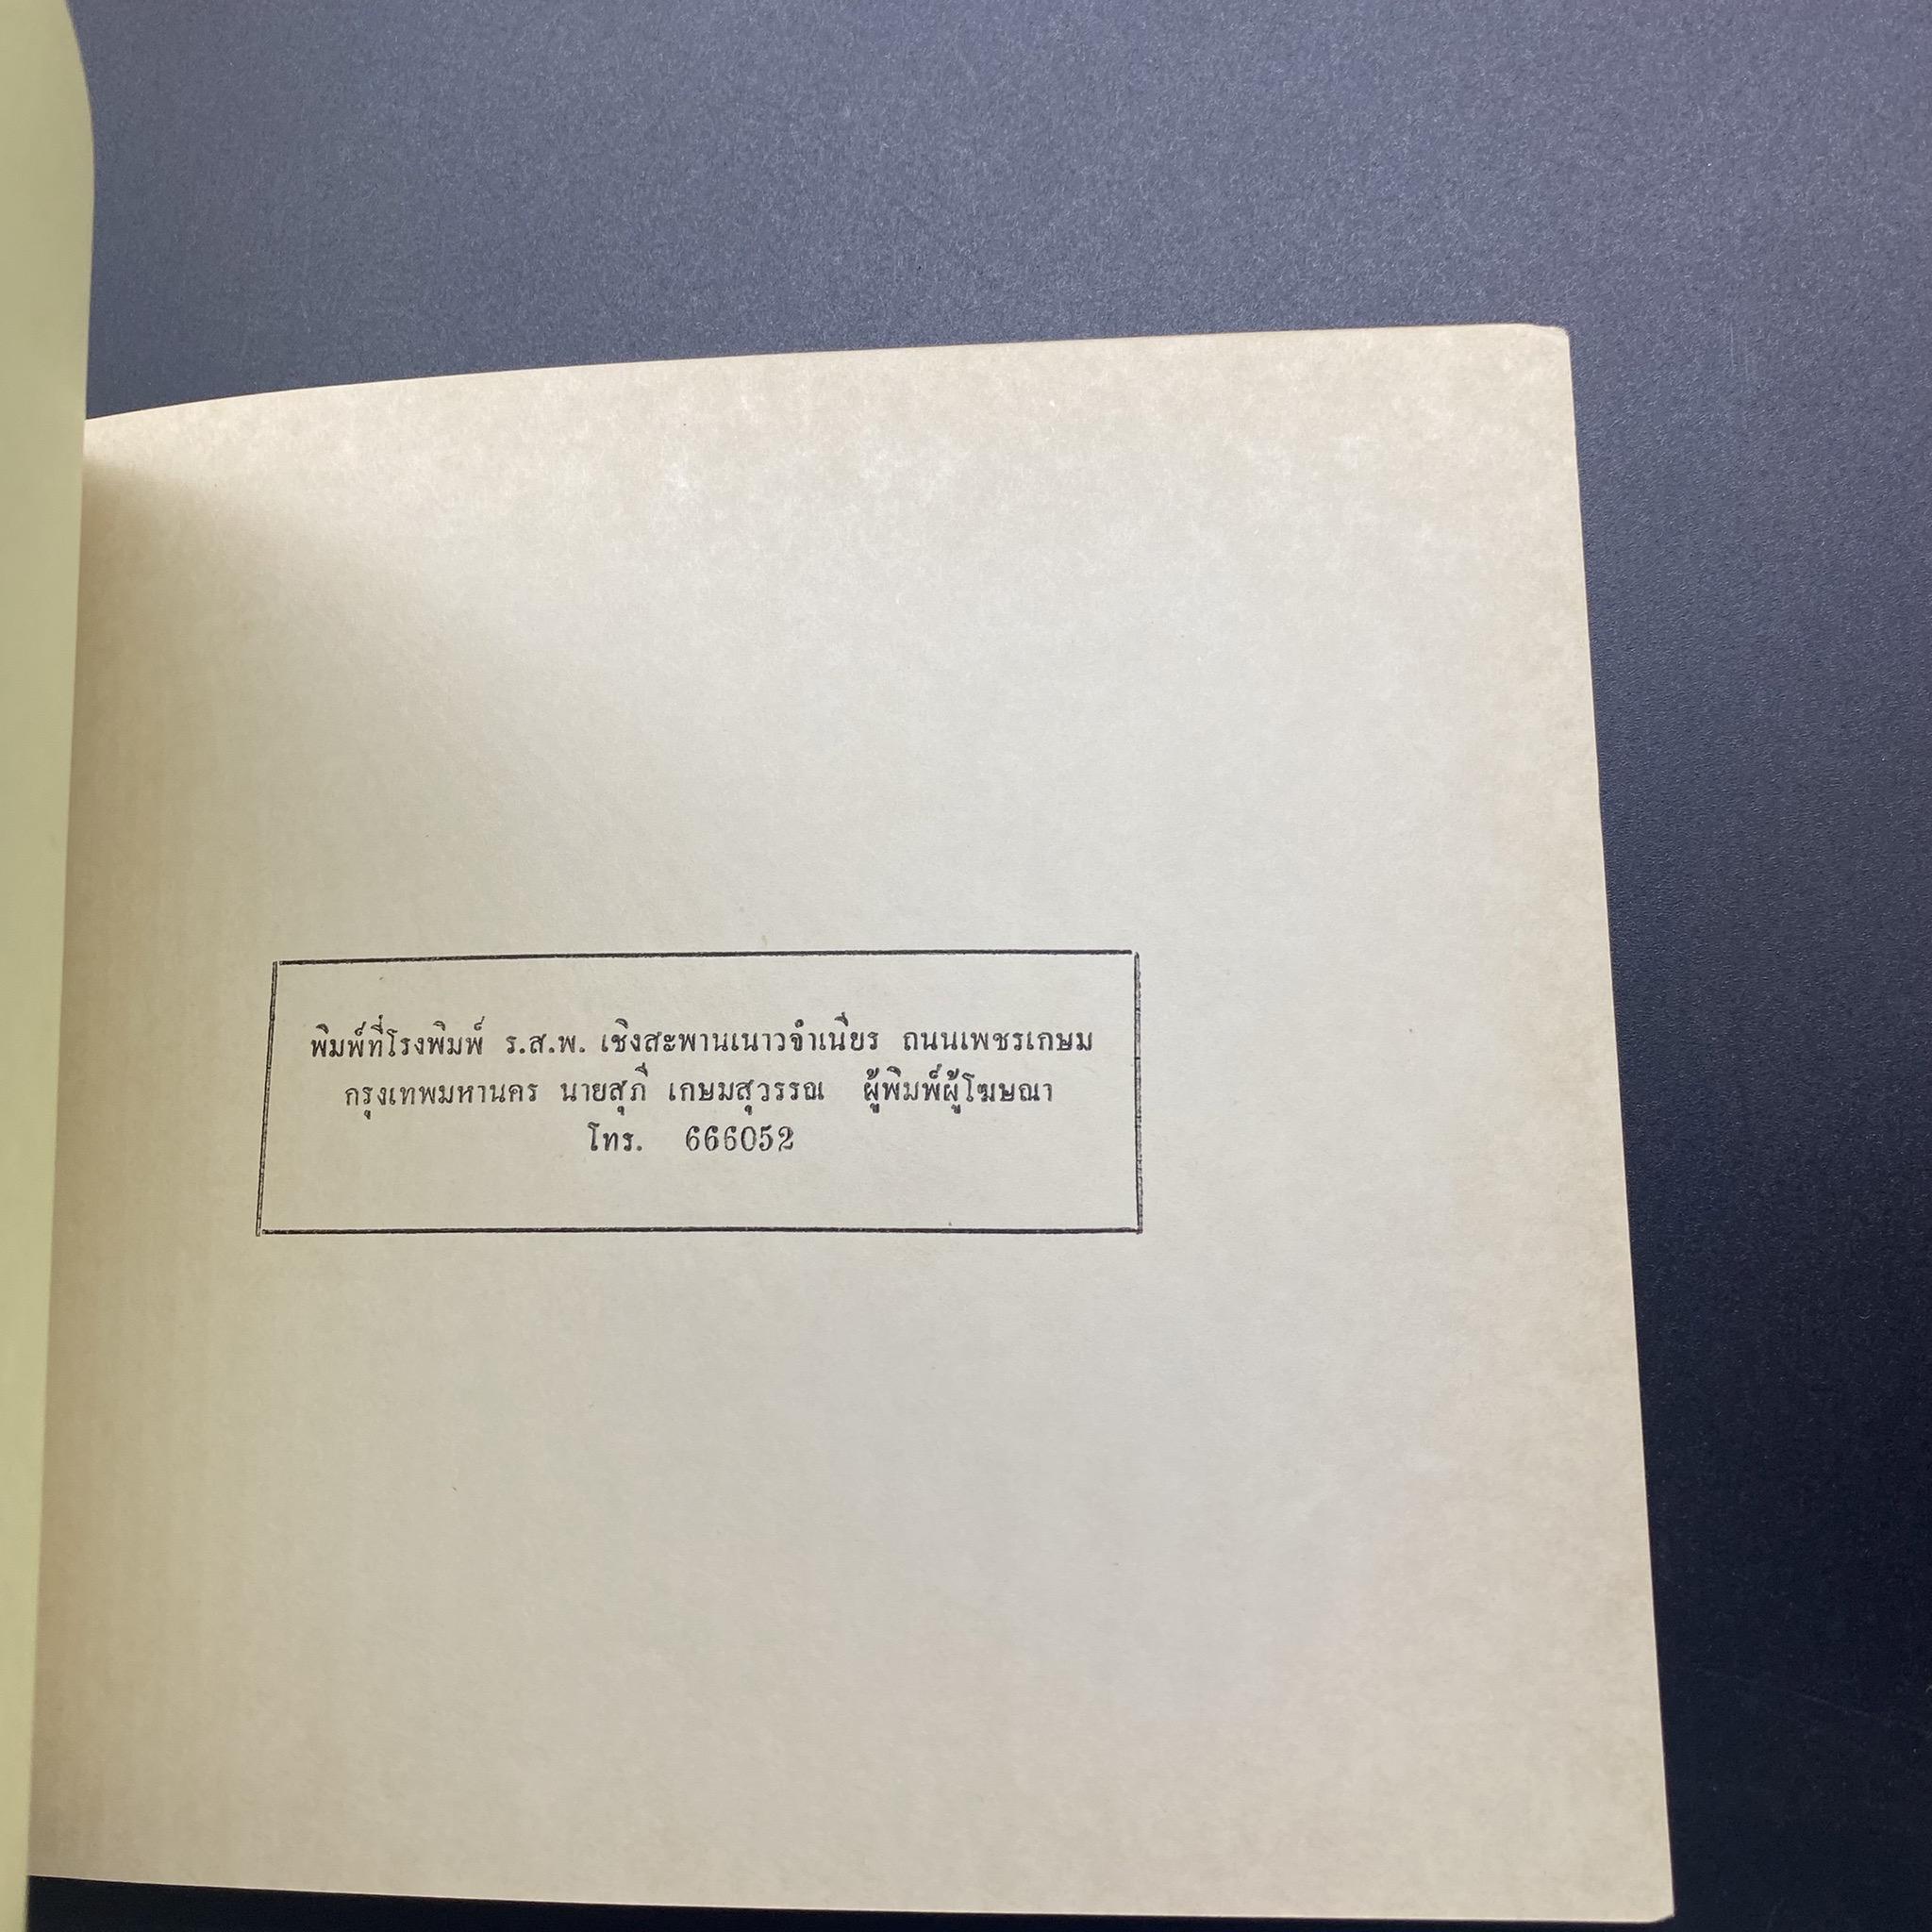 พิมพ์ที่โรงพิมพ์ ร.ส.พ. เชิงสะพานเนาวจำเนียร ถนนเพชรเกษม
กรุงเทพมหานคร นายสุภี เกษมสุวรรณ ผู้พิมพ์ผู้โฆษณา
โทร. 666052